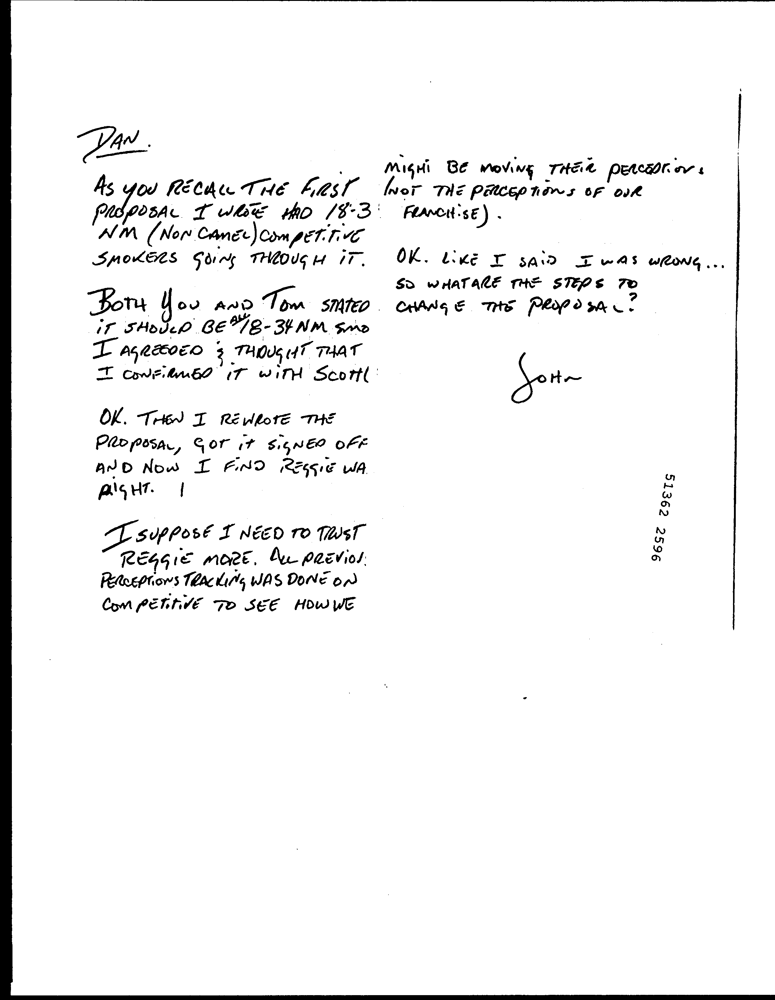 DAN.
AS YOU RECALL THE FIRST
PROPOSAL I WROTE HAD 18-3
NM (NON CAMEL) COMPETITIVE
SMOKERS GOING THROUGH IT.
BOTH YOU AND TOM STATED
IT SHOULD BE ALL 18-34 NM SMO
I AGREEDED & THOUGHT THAT
I CONFIRMED IT WITH SCOTT
OK. THEN I REWROTE THE
PROPOSAL, GOT IT SIGNED OFF
AND NOW I FIND REGGIE WA
RIGHT.
I SUPPOSE I NEED TO TRUST
REGGIE MORE. ALL PREVIOU
PERCEPTIONS TRACKING WAS DONE ON
COMPETITIVE TO SEE HOW WE
MIGHT BE MOVING THEIR PERCEPTIONS
(NOT THE PERCEPTIONS OF OUR
FRANCHISE).
OK. LIKE I SAID I WAS WRONG...
SO WHAT ARE THE STEPS TO
CHANGE THE PROPOSAL?
JOHN
51362 2596